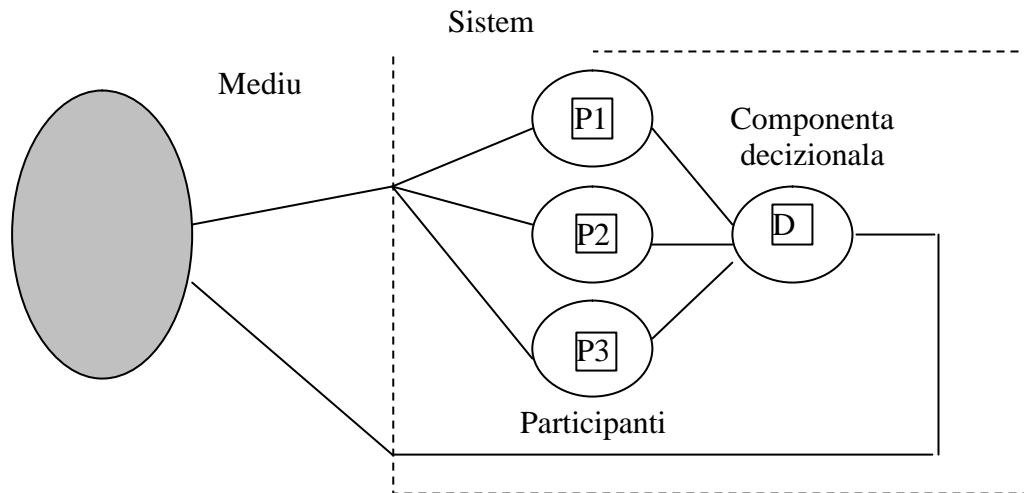 Sistem
Mediu
P1
Componenta
decizionala
P2
D
P3
Participanti